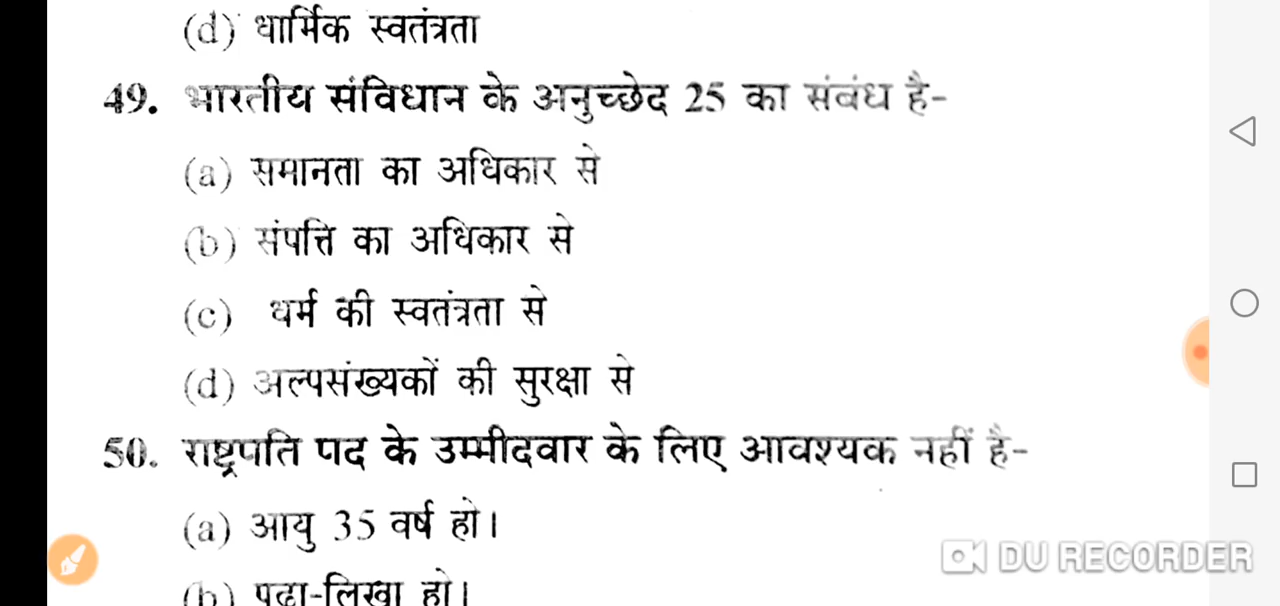 (d) धार्मिक स्वतंत्रता
49. भारतीय संविधान के अनुच्छेद 25 का संबंध है-
(a) समानता का अधिकार से
(b) संपत्ति का अधिकार से
(c) धर्म की स्वतंत्रता से
(d) अल्पसंख्यकों की सुरक्षा से
50. राष्ट्रपति पद के उम्मीदवार के लिए आवश्यक नहीं है-
(a) आयु 35 वर्ष हो।
(b) पढ़ा-लिखा हो।
DU RECORDER